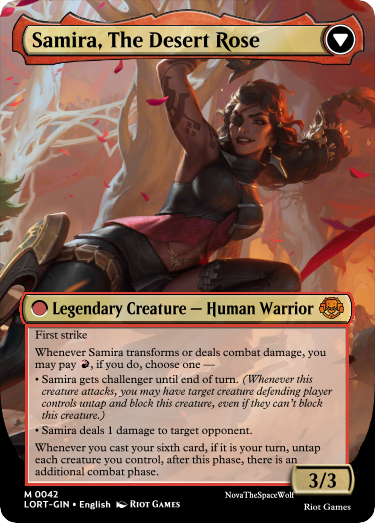 Samira, The Desert Rose
Legendary Creature — Human Warrior
First strike
Whenever Samira transforms or deals combat damage, you
may pay R, if you do, choose one —
• Samira gets challenger until end of turn. (Whenever this
creature attacks, you may have target creature defending player
controls untap and block this creature, even if they can't block
this creature.)
• Samira deals 1 damage to target opponent.
Whenever you cast your sixth card, if it is your turn, untap
each creature you control, after this phase, there is an
additional combat phase.
3/3
M 0042
LORT-GIN • English Riot Games
NovaTheSpaceWolf
Riot Games